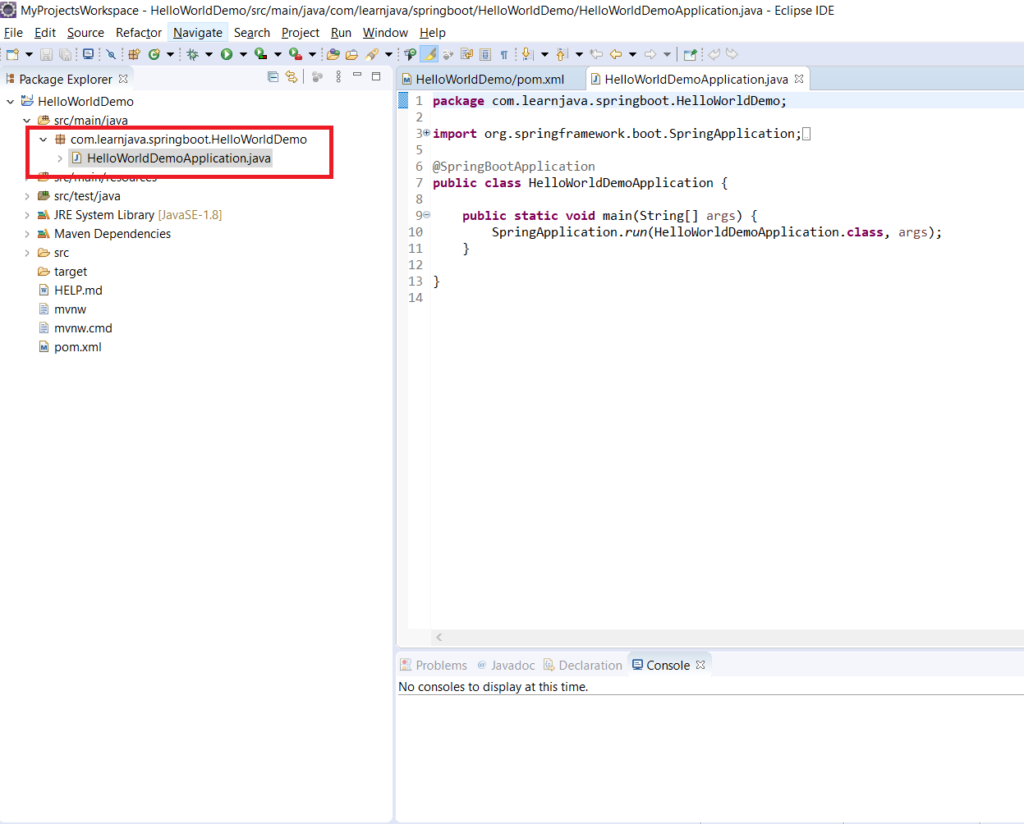 MyProjectsWorkspace - HelloWorldDemo/src/main/java/com/learnjava/springboot/HelloWorldDemo/HelloWorldDemoApplication.java - Eclipse IDE
File Edit Source Refactor Navigate Search Project Run Window Help
Package Explorer
HelloWorldDemo
src/main/java
com.learnjava.springboot.HelloWorldDemo
HelloWorldDemoApplication.java
src/main/resources
src/test/java
JRE System Library [JavaSE-1.8]
Maven Dependencies
src
target
HELP.md
mvnw
mvnw.cmd
pom.xml
HelloWorldDemo/pom.xml HelloWorldDemoApplication.java
1 package com.learnjava.springboot.HelloWorldDemo;
2
3 import org.springframework.boot.SpringApplication;
5
6 @SpringBootApplication
7 public class HelloWorldDemoApplication {
8
9 public static void main(String[] args) {
10 SpringApplication.run(HelloWorldDemoApplication.class, args);
11 }
12
13 }
14
Problems @ Javadoc Declaration Console
No consoles to display at this time.